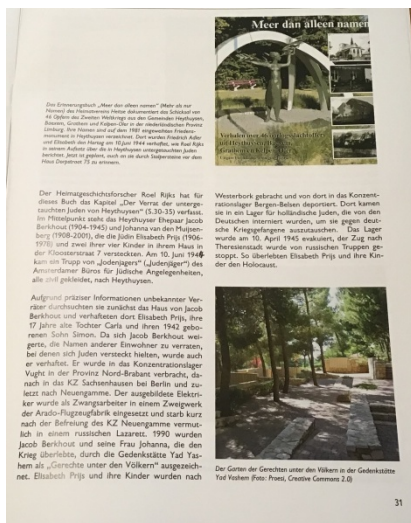 Meer dan alleen namen
Das Erinnerungsbuch „Meer dan alleen namen" (Mehr als nur
Namen) des Heimatvereins Heitse dokumentiert das Schicksal von
46 Opfern des Zweiten Weltkriegs aus den Gemeinden Heythuysen,
Baexem, Grathem und Kelpen-Oler in der niederländischen Provinz
Limburg. Ihre Namen sind auf dem 1981 eingeweihten Friedens-
monument in Heythuysen verzeichnet. Dort wurden Friedrich Adler
und Elisabeth das Hartog am 10. Juni 1944 verhaftet, wie Roel Rijks
in seinem Aufsatz über die in Heythuysen untergetauchten Juden
berichtet. Jetzt ist geplant, auch an sie durch Stolpersteine vor dem
Haus Dorpstraat 75 zu erinnern.
Der Heimatgeschichtsforscher Roel Rijks hat für
dieses Buch das Kapitel „Der Verrat der unterge-
tauchten Juden von Heythuysen" (S.30-35) verfasst.
Im Mittelpunkt steht das Heythuyser Ehepaar Jacob
Berkhout (1904-1945) und Johanna van de Muijsen-
berg (1908-2001), die die Jüdin Elisabeth Prijs (1906-
1978) und zwei ihrer vier Kinder in ihrem Haus in
der Kloosterstraat 7 versteckten. Am 10. Juni 1944
kam ein Trupp von „Jodenjagers" („Judenjäger") des
Amsterdamer Büros für Jüdische Angelegenheiten,
alle zivil gekleidet, nach Heythuysen.
Aufgrund präziser Informationen unbekannter Ver-
räter durchsuchten sie zunächst das Haus von Jacob
Berkhout und verhafteten dort Elisabeth Prijs, ihre
17 Jahre alte Tochter Carla und ihren 1942 gebo-
renen Sohn Simon. Da sich Jacob Berkhout wei-
gerte, die Namen anderer Einwohner zu verraten,
bei denen sich Juden versteckt hielten, wurde auch
er verhaftet. Er wurde in das Konzentrationslager
Vught in der Provinz Nord-Brabant verbracht, da-
nach in das KZ Sachsenhausen bei Berlin und zu-
letzt nach Neuengamme. Der ausgebildete Elektri-
ker wurde als Zwangsarbeiter in einem Zweigwerk
der Arado-Flugzeugfabrik eingesetzt und starb kurz
nach der Befreiung des KZ Neuengamme vermut-
lich in einem russischen Lazarett. 1990 wurden
Jacob Berkhout und seine Frau Johanna, die den
Krieg überlebte, durch die Gedenkstätte Yad Vas-
hem als „Gerechte unter den Völkern" ausgezeich-
net. Elisabeth Prijs und ihre Kinder wurden nach
Westerbork gebracht und von dort in das Konzent-
rationslager Bergen-Belsen deportiert. Dort kamen
sie in ein Lager für holländische Juden, die von den
Deutschen interniert wurden, um sie gegen deut-
sche Kriegsgefangene auszutauschen. Das Lager
wurde am 10. April 1945 evakuiert, der Zug nach
Theresienstadt wurde von russischen Truppen ge-
stoppt. So überlebten Elisabeth Prijs und ihre Kin-
der den Holocaust.
Der Garten der Gerechten unter den Völkern in der Gedenkstätte
Yad Vashem (Foto: Proesi, Creative Commons 2.0)
31